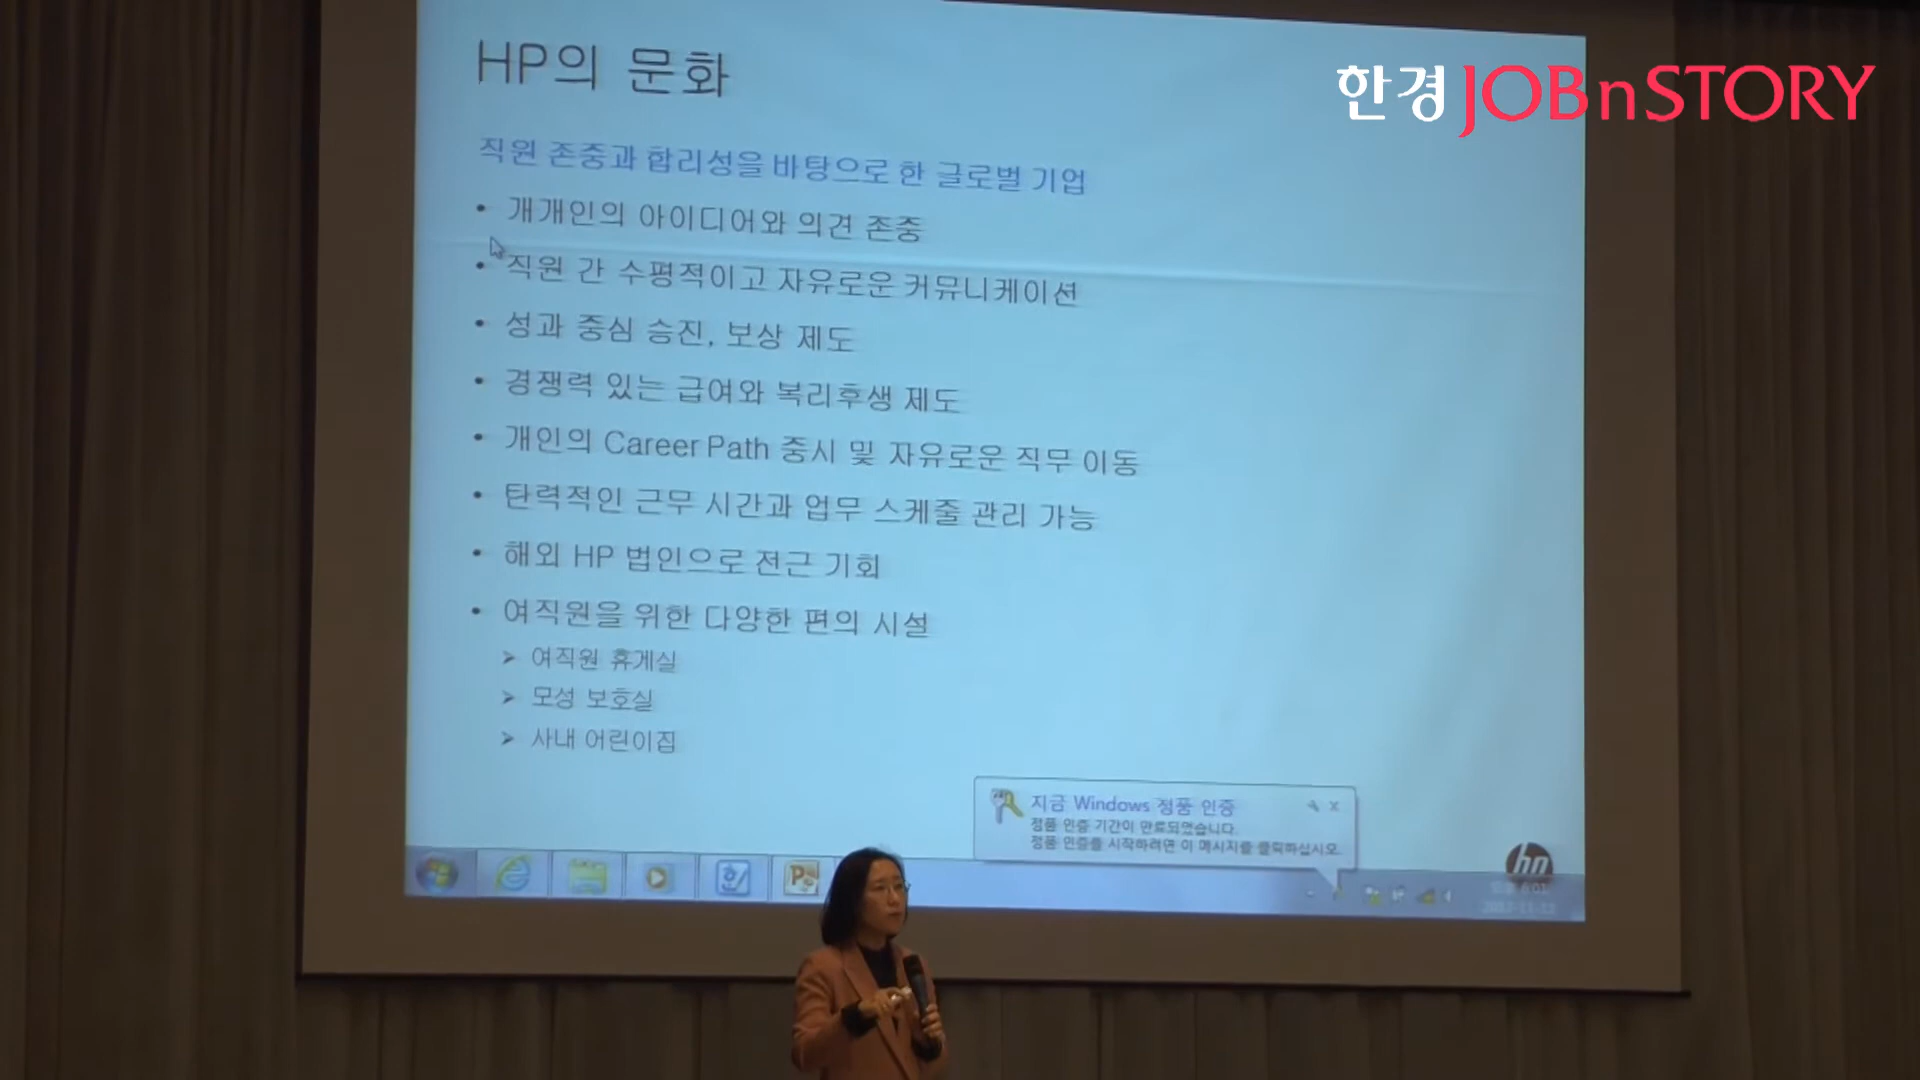 HP의 문화
한경 JOBnSTORY
직원 존중과 합리성을 바탕으로 한 글로벌 기업
• 개개인의 아이디어와 의견 존중
• 직원 간 수평적이고 자유로운 커뮤니케이션
• 성과 중심 승진, 보상 제도
• 경쟁력 있는 급여와 복리후생 제도
• 개인의 Career Path 중시 및 자유로운 직무 이동
• 탄력적인 근무 시간과 업무 스케줄 관리 가능
• 해외 HP 법인으로 전근 기회
• 여직원을 위한 다양한 편의 시설
➢ 여직원 휴게실
➢ 모성 보호실
➢ 사내 어린이집
지금 Windows 정품 인증
정품 인증 기간이 만료되었습니다.
정품 인증을 시작하려면 이 메시지를 클릭하십시오.
hp